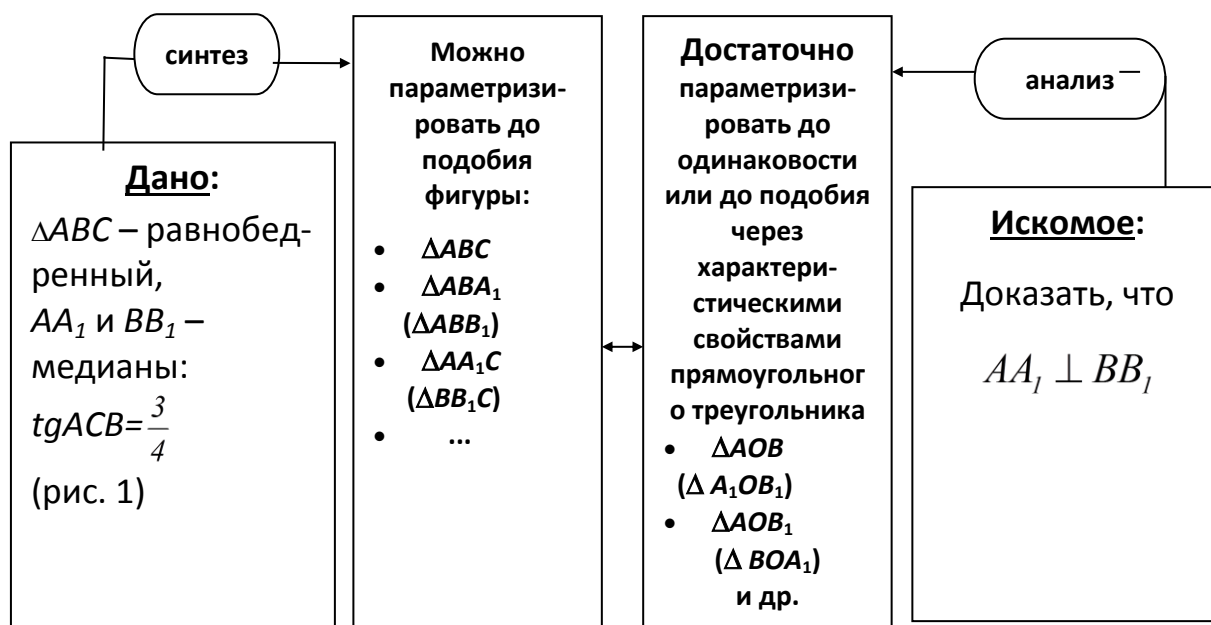 синтез
Дано:
ΔABC – равнобед-
ренный,
AA₁ и BB₁ –
медианы:
tgACB=3/4
(рис. 1)
Можно
параметризи-
ровать до
подобия
фигуры:
• ΔABC
• ΔABA₁
(ΔABB₁)
• ΔAA₁C
(ΔBB₁C)
• ...
Достаточно
параметризи-
ровать до
одинаковости
или до подобия
через
характери-
стическими
свойствами
прямоугольног
о треугольника
• ΔAOB
(Δ A₁OB₁)
• ΔAOB₁
(Δ BOA₁)
и др.
анализ
Искомое:
Доказать, что
AA₁ ⊥ BB₁